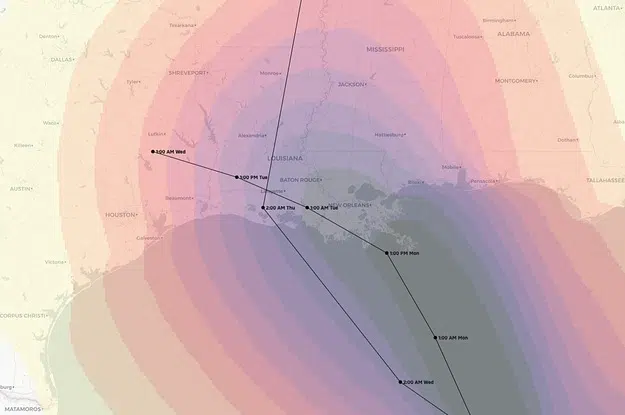 ATLANTA
Birmingham
Texarkana
ALABAMA
Dannes
Tuscaloosa
MISSISSIPPI
DALLAS
SHREVEPORT
Monroe
Columbus
Tyler
JACKSON
MONTGOMERY
Waco
Lufkin
Alexandria
Hattiesburg
Dothan
Killeen
1:00 AM Wed
LOUISIANA
Mobile
1:00 PM Tue
BATON ROUGE
Biloxi
Pensacola
TALLAHASSEE
AUSTIN
Lafayette
Beaumont
2:00 AM Thu
1:00 AM Tue
NEW ORLEANS
HOUSTON
Galveston
1:00 PM Mon
Victoria
CORPUS CHRISTI
1:00 AM Mon
2:00 AM Wed
burg
MATAMOROS